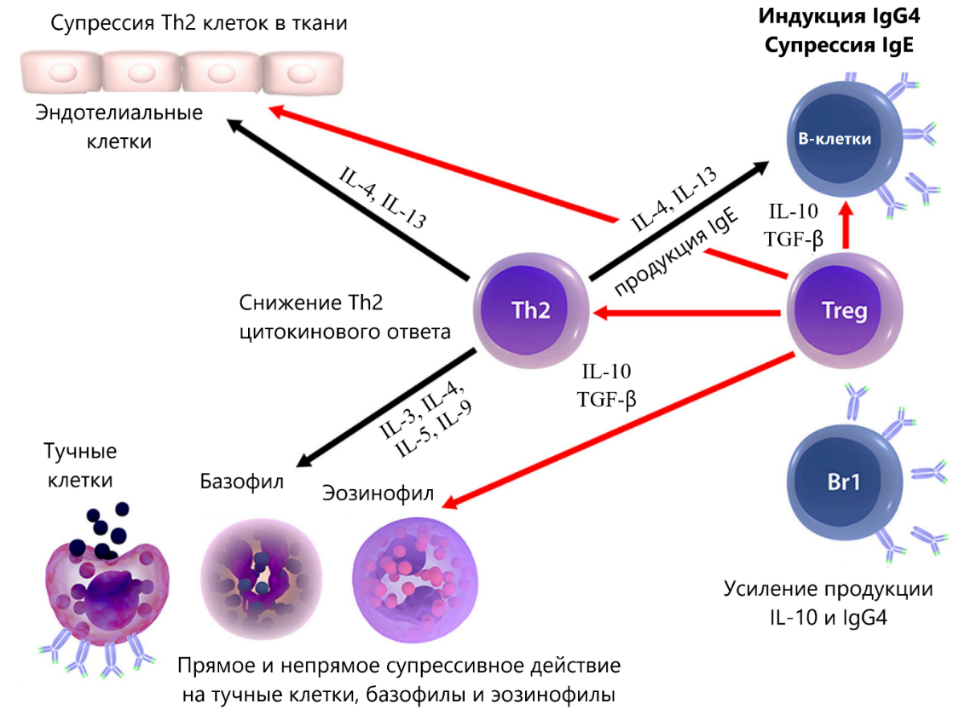 Супрессия Th2 клеток в ткани
Индукция IgG4
Супрессия IgE
Эндотелиальные
клетки
В-клетки
IL-4, IL-13
IL-4, IL-13
продукция IgE
IL-10
TGF-β
Снижение Th2
цитокинового ответа
Th2
Treg
IL-10
TGF-β
IL-3, IL-4,
IL-5, IL-9
Тучные
клетки
Базофил
Эозинофил
Br1
Усиление продукции
IL-10 и IgG4
Прямое и непрямое супрессивное действие
на тучные клетки, базофилы и эозинофилы